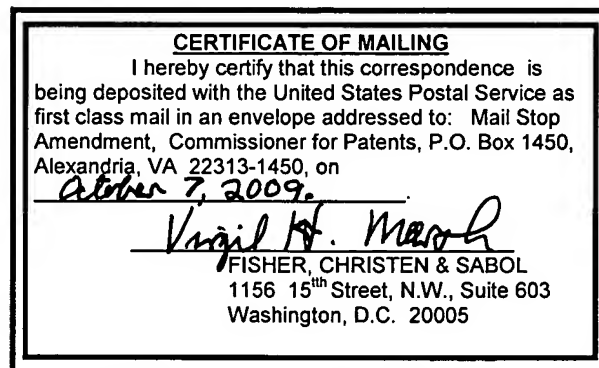 CERTIFICATE OF MAILING
I hereby certify that this correspondence is
being deposited with the United States Postal Service as
first class mail in an envelope addressed to: Mail Stop
Amendment, Commissioner for Patents, P.O. Box 1450,
Alexandria, VA 22313-1450, on
October 7, 2009. .
Virgil H. Marsh
FISHER, CHRISTEN & SABOL
1156 15tth Street, N.W., Suite 603
Washington, D.C. 20005